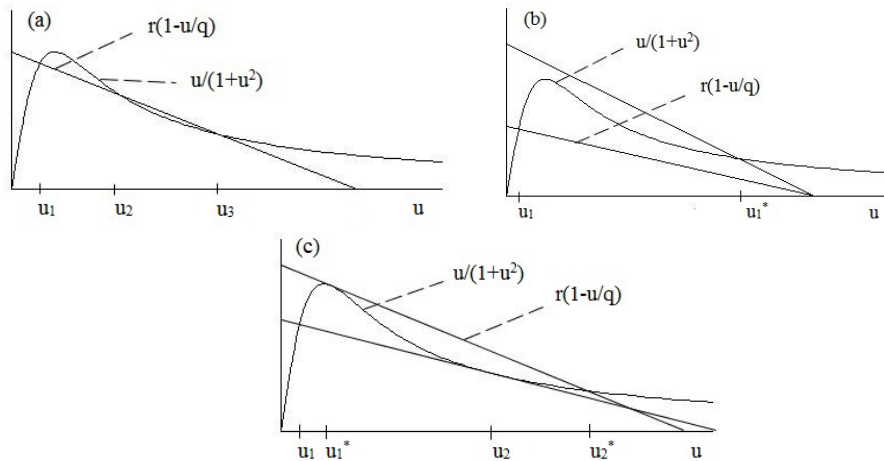 (a)
r(1-u/q)
u/(1+u²)
u₁
u₂
u₃
u
(b)
u/(1+u²)
r(1-u/q)
u₁
u₁*
u
(c)
u/(1+u²)
r(1-u/q)
u₁
u₁*
u₂
u₂*
u